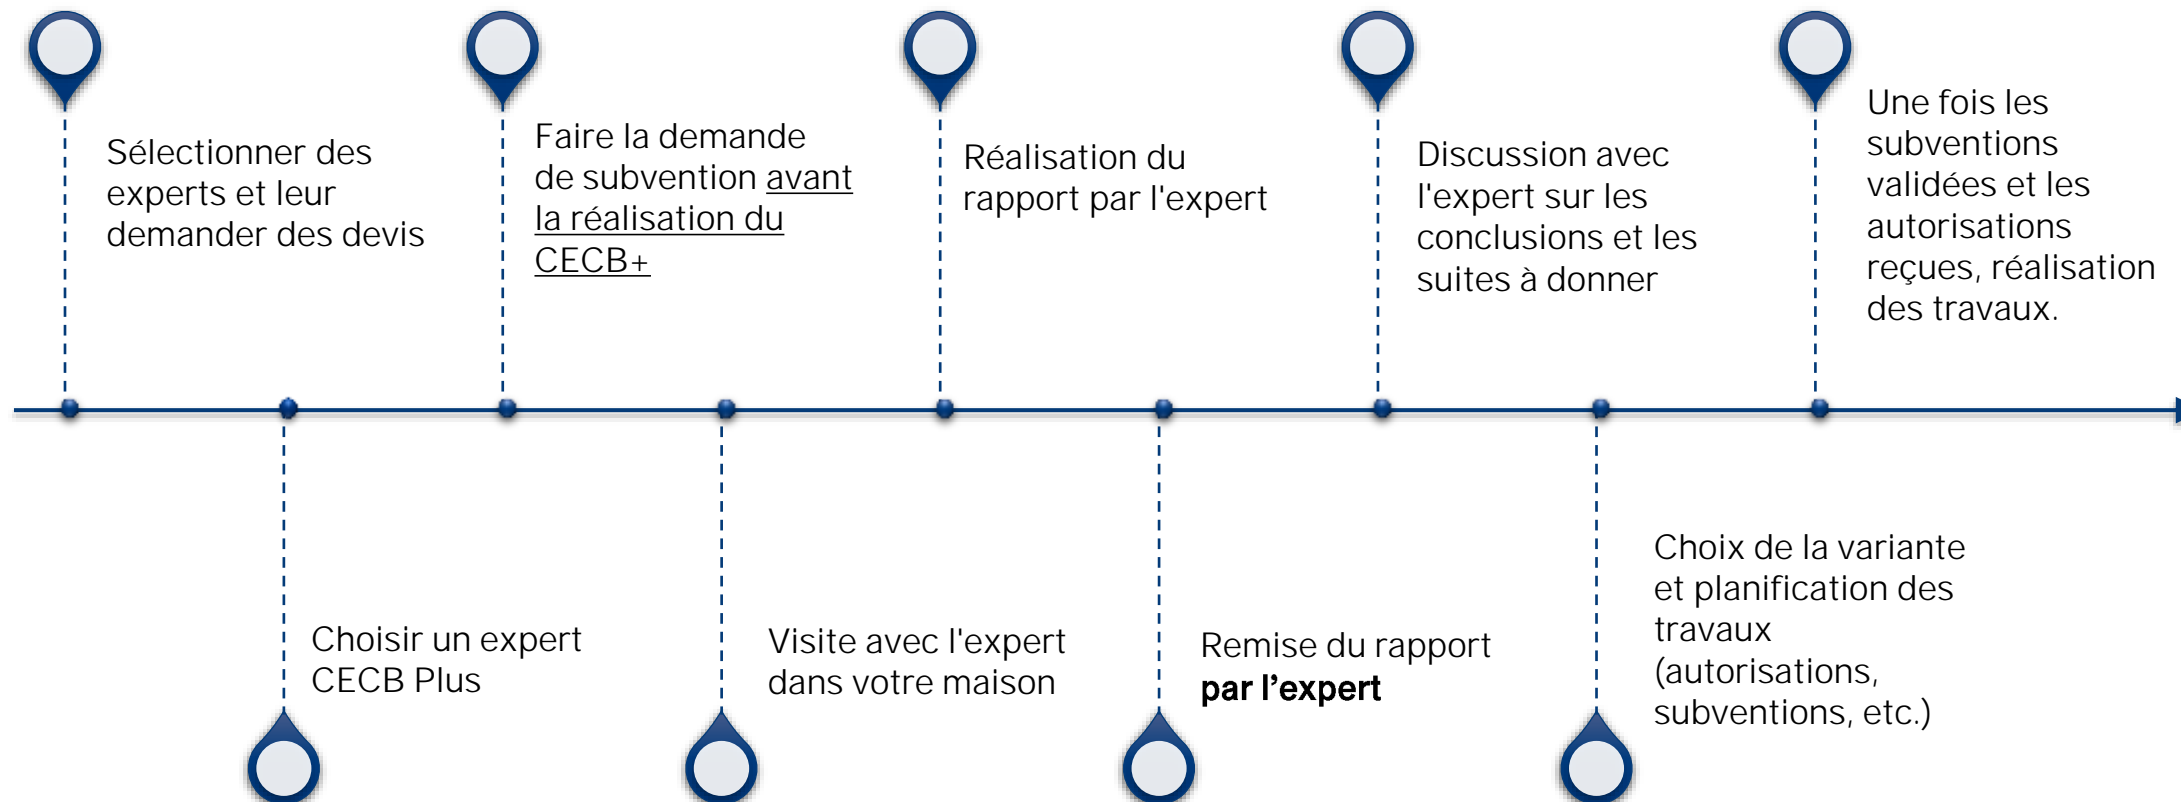 Sélectionner des
experts et leur
demander des devis
Choisir un expert
CECB Plus
Faire la demande
de subvention avant
la réalisation du
CECB+
Visite avec l'expert
dans votre maison
Réalisation du
rapport par l'expert
Remise du rapport
par l’expert
Discussion avec
l'expert sur les
conclusions et les
suites à donner
Choix de la variante
et planification des
travaux
(autorisations,
subventions, etc.)
Une fois les
subventions
validées et les
autorisations
reçues, réalisation
des travaux.